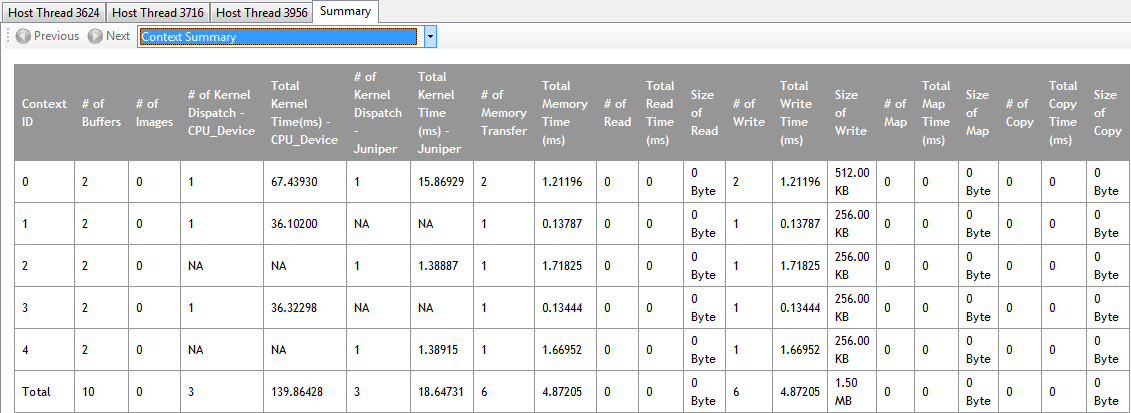 Host Thread 3624 Host Thread 3716 Host Thread 3956 Summary
Previous Next Context Summary
Context ID # of Buffers # of Images # of Kernel Dispatch - CPU_Device Total Kernel Time(ms) - CPU_Device # of Kernel Dispatch - Juniper Total Kernel Time (ms) - Juniper # of Memory Transfer Total Memory Time (ms) # of Read Total Read Time (ms) Size of Read # of Write Total Write Time (ms) Size of Write # of Map Total Map Time (ms) Size of Map # of Copy Total Copy Time (ms) Size of Copy
0 2 0 1 67.43930 1 15.86929 2 1.21196 0 0 0 Byte 2 1.21196 512.00 KB 0 0 0 Byte 0 0 0 Byte
1 2 0 1 36.10200 NA NA 1 0.13787 0 0 0 Byte 1 0.13787 256.00 KB 0 0 0 Byte 0 0 0 Byte
2 2 0 NA NA 1 1.38887 1 1.71825 0 0 0 Byte 1 1.71825 256.00 KB 0 0 0 Byte 0 0 0 Byte
3 2 0 1 36.32298 NA NA 1 0.13444 0 0 0 Byte 1 0.13444 256.00 KB 0 0 0 Byte 0 0 0 Byte
4 2 0 NA NA 1 1.38915 1 1.66952 0 0 0 Byte 1 1.66952 256.00 KB 0 0 0 Byte 0 0 0 Byte
Total 10 0 3 139.86428 3 18.64731 6 4.87205 0 0 0 Byte 6 4.87205 1.50 MB 0 0 0 Byte 0 0 0 Byte